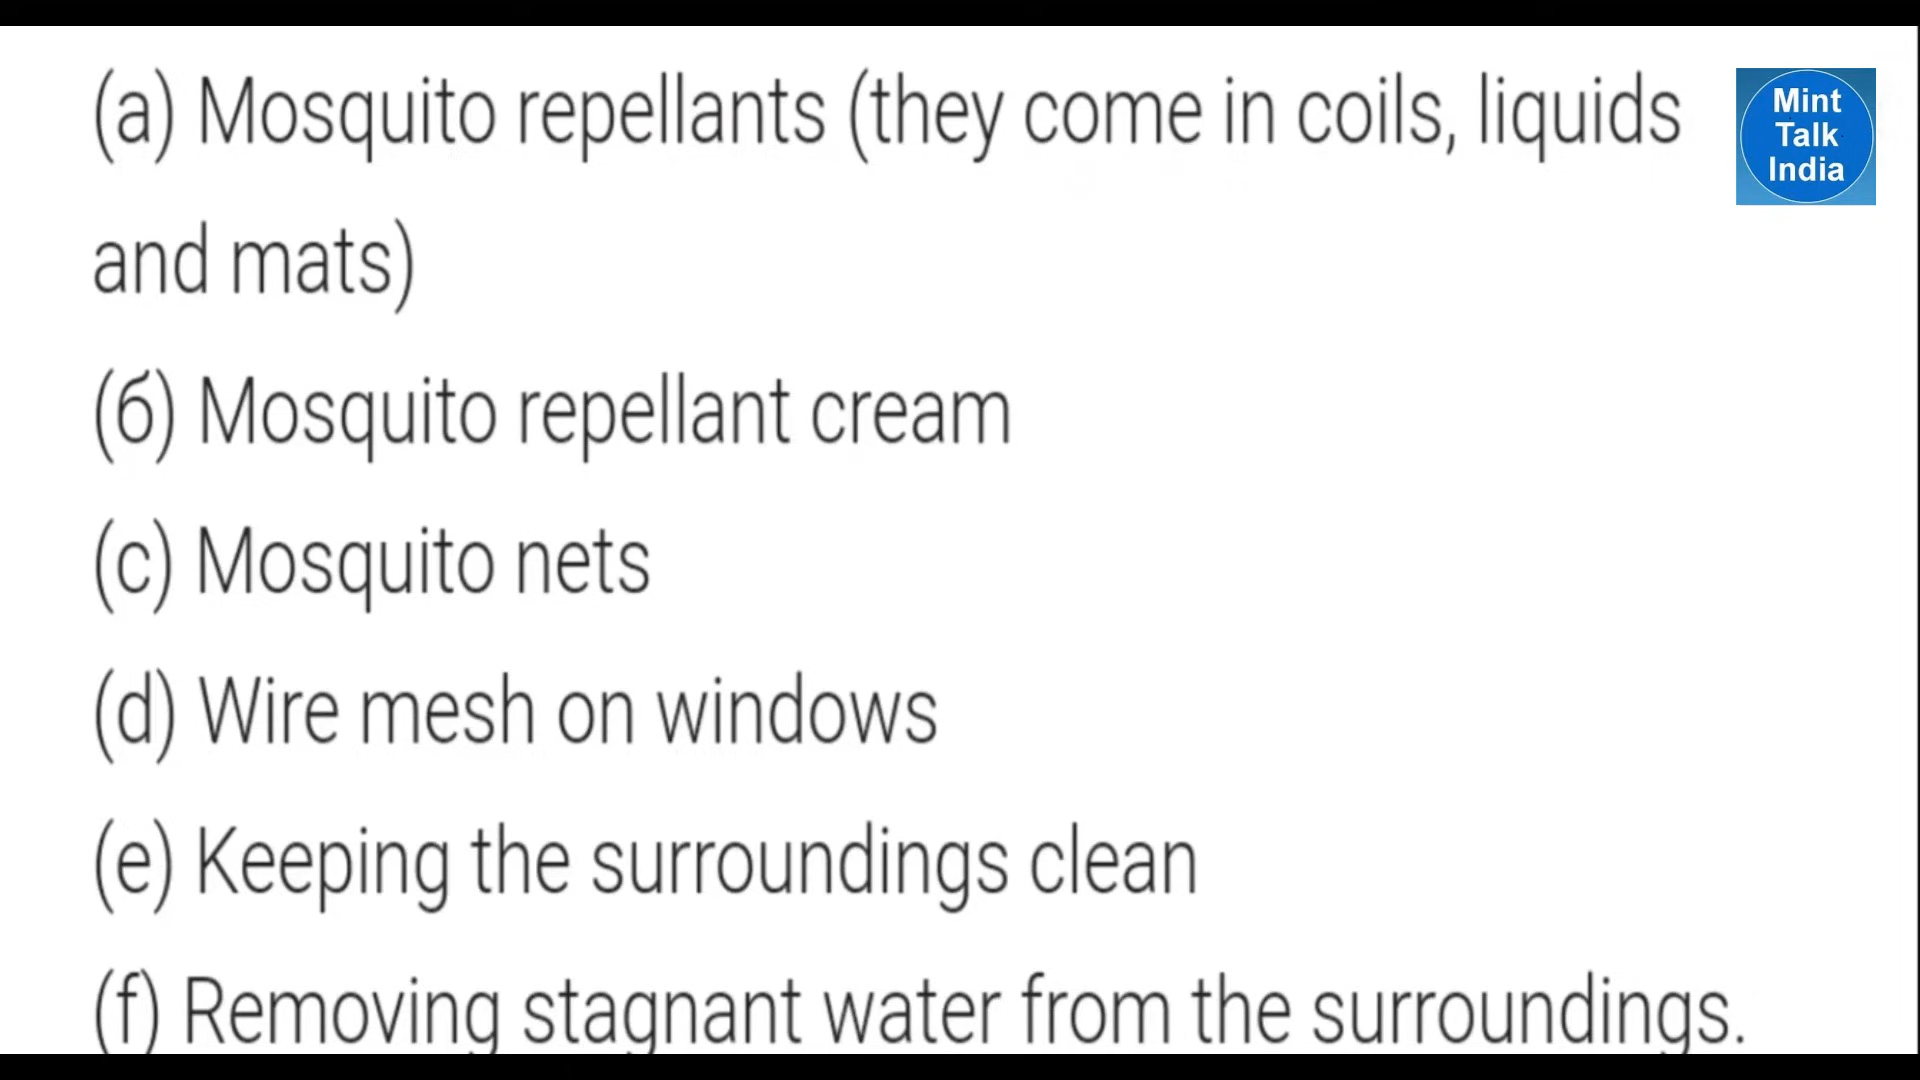 (a) Mosquito repellants (they come in coils, liquids
and mats)
(б) Mosquito repellant cream
(c) Mosquito nets
(d) Wire mesh on windows
(e) Keeping the surroundings clean
(f) Removing stagnant water from the surroundings.
Mint
Talk
India